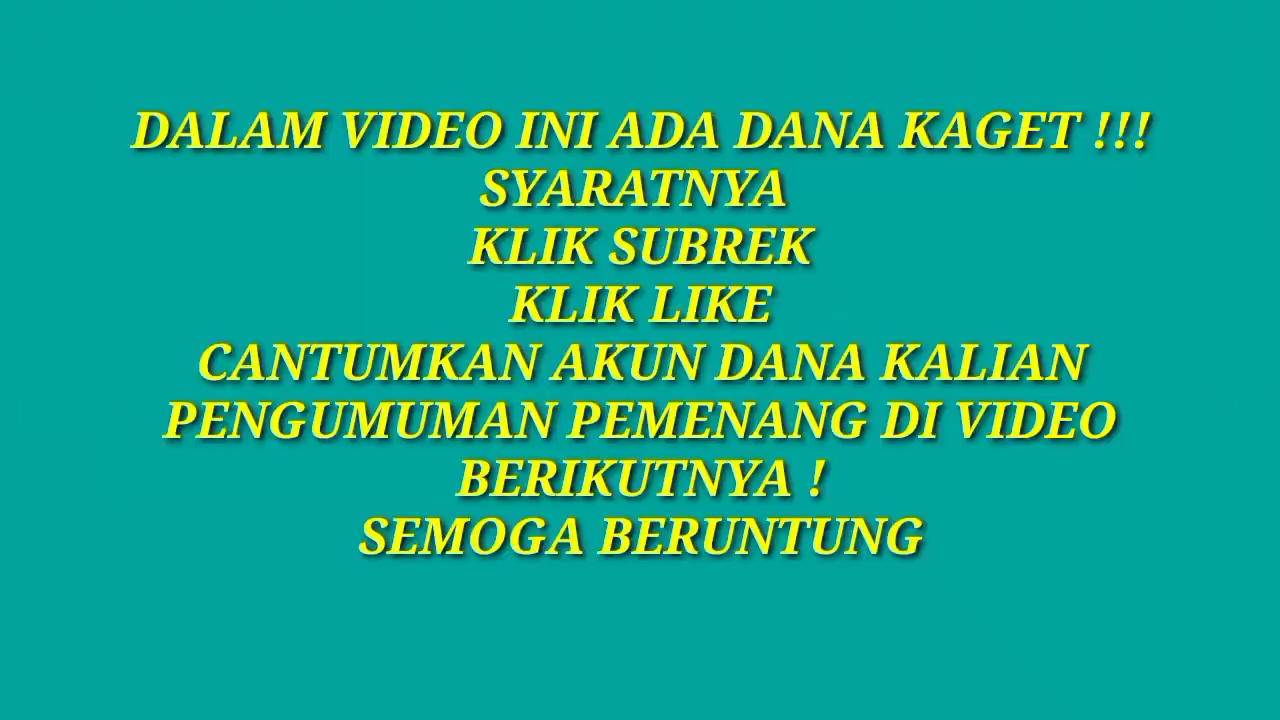 DALAM VIDEO INI ADA DANA KAGET !!!
SYARATNYA
KLIK SUBREK
KLIK LIKE
CANTUMKAN AKUN DANA KALIAN
PENGUMUMAN PEMENANG DI VIDEO
BERIKUTNYA !
SEMOGA BERUNTUNG